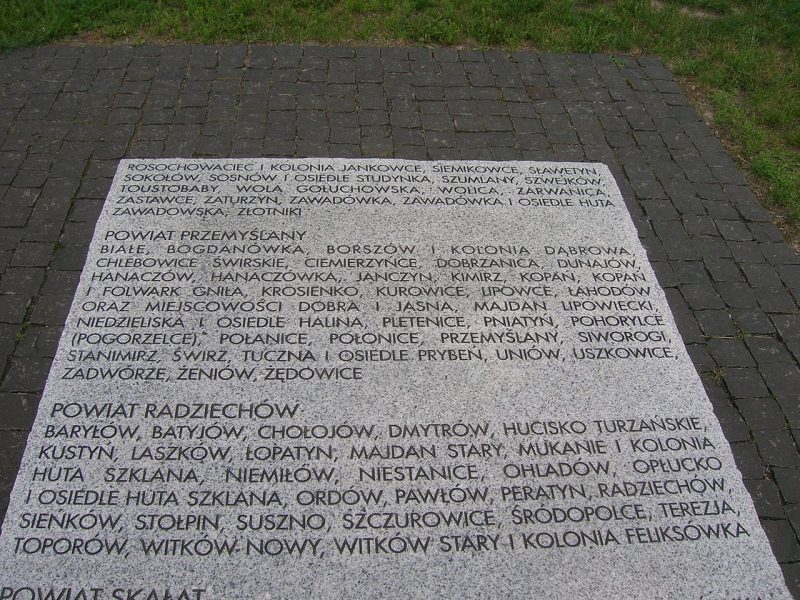 ROSOCHOWACIEC I KOLONIA JANKOWCE, SIEMIKOWCE, SŁAWETYN,
SOKOŁÓW, SOSNÓW I OSIEDLE STUDYNKA, SZUMLANY, SZWEJKÓW,
TOUSTOBABY, WOLA GOŁUCHOWSKA, WOLICA, ZARWANICA,
ZASTAWCE, ZATURZYN, ZAWADÓWKA, ZAWADÓWKA I OSIEDLE HUTA
ZAWADOWSKA, ZŁOTNIKI
POWIAT PRZEMYŚLANY
BIAŁE, BOGDANÓWKA, BORSZÓW I KOLONIA DĄBROWA,
CHLEBOWICE ŚWIRSKIE, CIEMIERZYŃCE, DOBRZANICA, DUNAJÓW,
HANACZÓW, HANACZÓWKA, JANCZYN, KIMIRZ, KOPAŃ, KOPAŃ
I FOLWARK GNIŁA, KROSIENKO, KUROWICE, LIPOWCE, ŁAHODÓW
ORAZ MIEJSCOWOŚCI DOBRA I JASNA, MAJDAN LIPOWIECKI,
NIEDZIELISKA I OSIEDLE HALINA, PLETENICE, PNIATYN, POHORYLCE
(POGORZELCE), POŁANICE, POŁONICE, PRZEMYŚLANY, SIWOROGI,
STANIMIRZ, ŚWIRZ, TUCZNA I OSIEDLE PRYBEŃ, UNIÓW, USZKOWICE,
ZADWÓRZE, ŻENIÓW, ŻĘDOWICE
POWIAT RADZIECHÓW
BARYŁÓW, BATYJÓW, CHOŁOJÓW, DMYTRÓW, HUCISKO TURZAŃSKIE,
KUSTYN, LASZKÓW, ŁOPATYN, MAJDAN STARY, MUKANIE I KOLONIA
HUTA SZKLANA, NIEMIŁÓW, NIESTANICE, OHLADÓW, OPŁUCKO
I OSIEDLE HUTA SZKLANA, ORDÓW, PAWŁÓW, PERATYN, RADZIECHÓW,
SIEŃKÓW, STOŁPIN, SUSZNO, SZCZUROWICE, ŚRÓDOPOLCE, TEREZJA,
TOPORÓW, WITKÓW NOWY, WITKÓW STARY I KOLONIA FELIKSÓWKA
POWIAT SKAŁAT